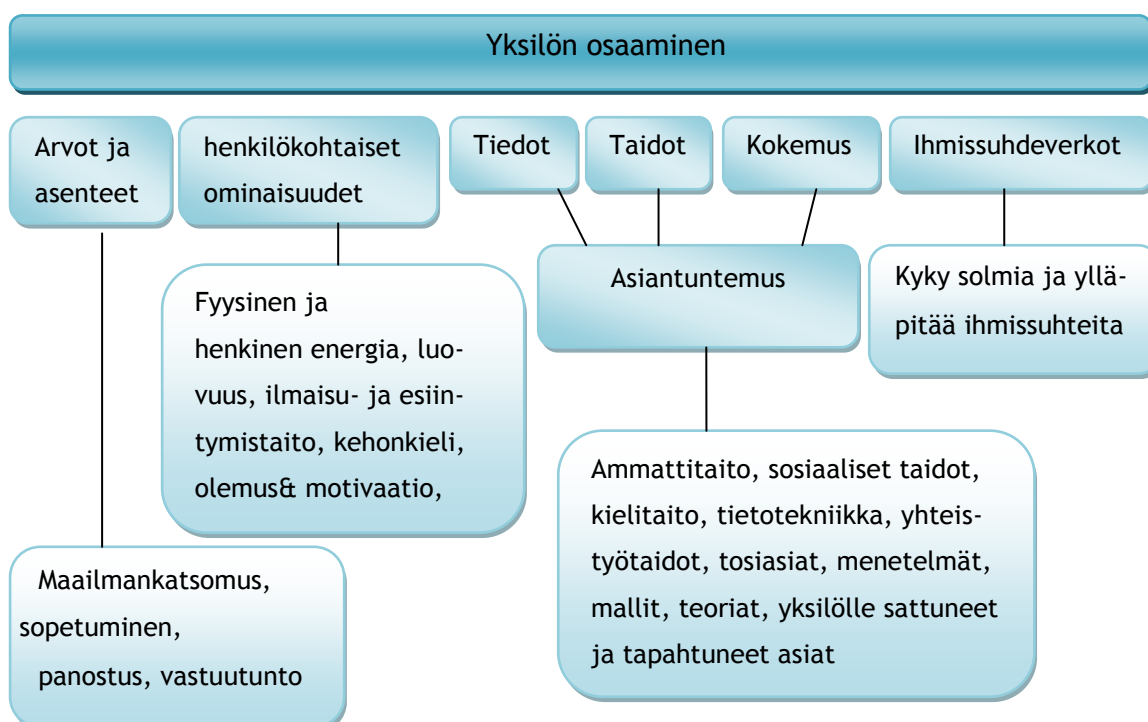 Yksilön osaaminen
Arvot ja
asenteet
henkilökohtaiset
ominaisuudet
Tiedot
Taidot
Kokemus
Ihmissuhdeverkot
Asiantuntemus
Kyky solmia ja yllä-
pitää ihmissuhteita
Fyysinen ja
henkinen energia, luo-
vuus, ilmaisu- ja esiin-
tymistaito, kehonkieli,
olemus& motivaatio,
Ammattitaito, sosiaaliset taidot,
kielitaito, tietotekniikka, yhteis-
työtaidot, tosiasiat, menetelmät,
mallit, teoriat, yksilölle sattuneet
ja tapahtuneet asiat
Maailmankatsomus,
sopetuminen,
panostus, vastuutunto